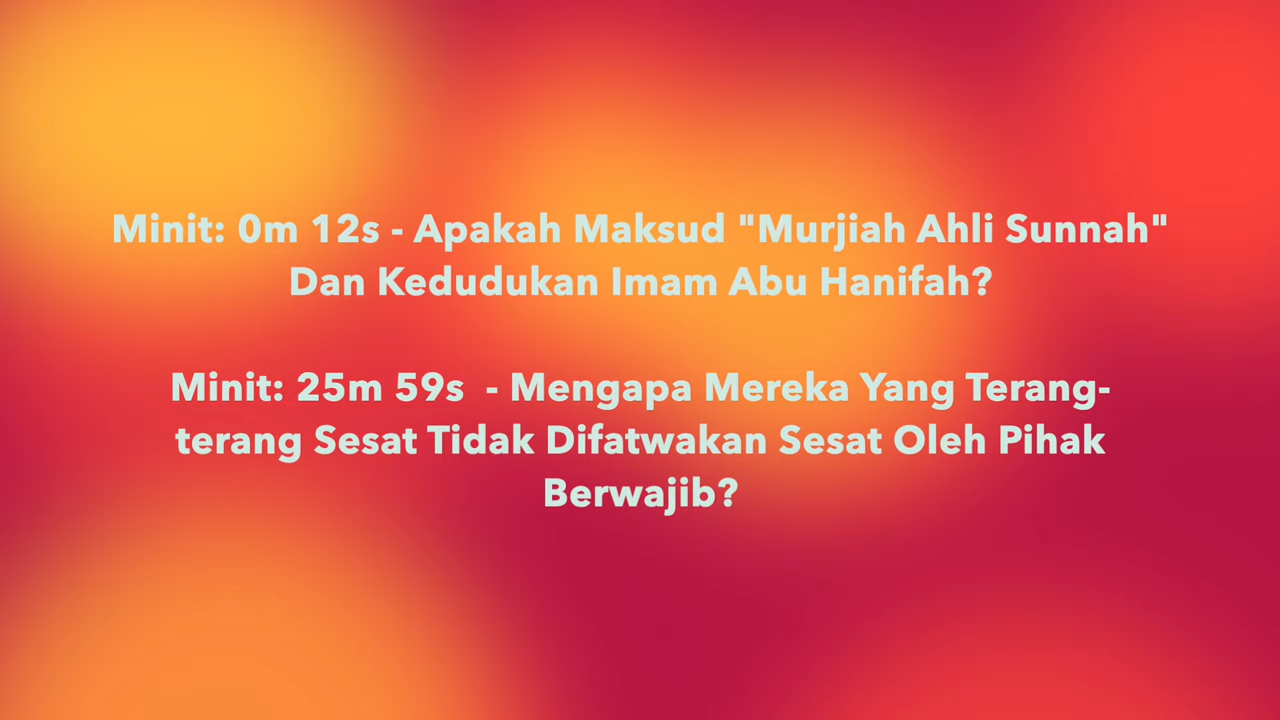 Minit: 0m 12s - Apakah Maksud "Murjiah Ahli Sunnah"
Dan Kedudukan Imam Abu Hanifah?
Minit: 25m 59s  - Mengapa Mereka Yang Terang-
terang Sesat Tidak Difatwakan Sesat Oleh Pihak
Berwajib?